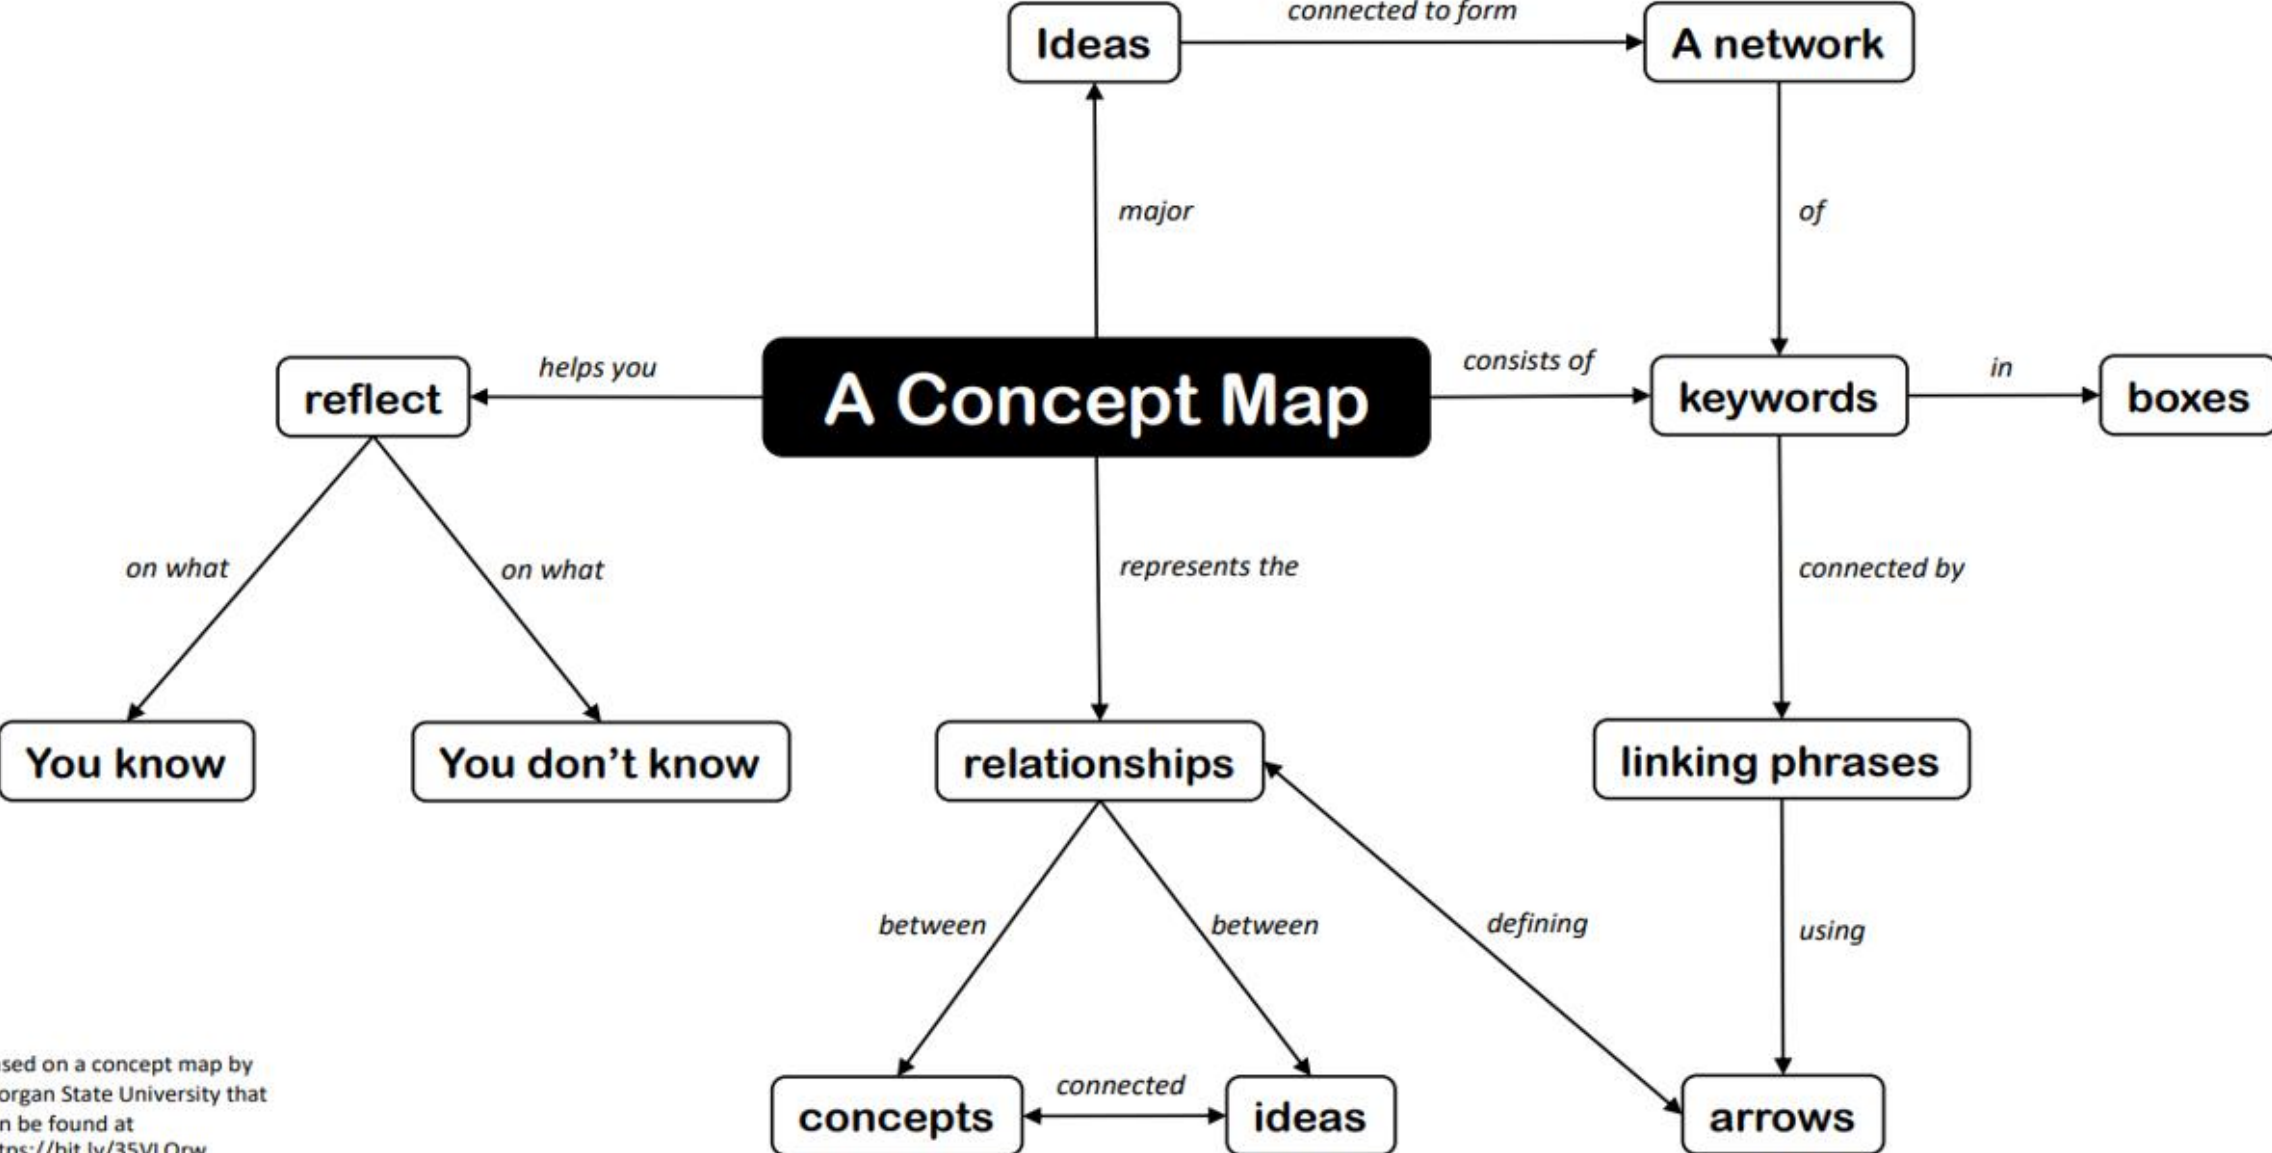 connected to form
Ideas
A network
major
of
helps you
consists of
in
reflect
A Concept Map
keywords
boxes
on what
on what
represents the
connected by
You know
You don’t know
relationships
linking phrases
between
between
defining
using
sed on a concept map by
organ State University that
n be found at
connected
concepts
ideas
arrows